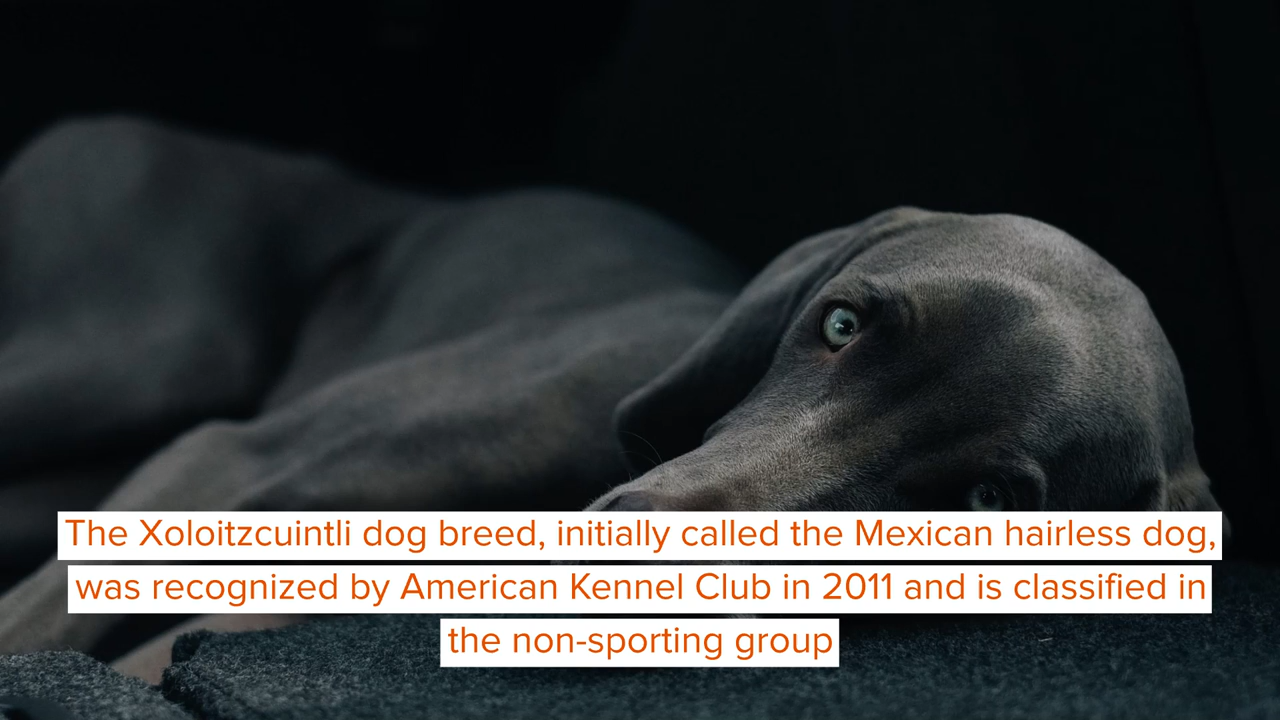 The Xoloitzcuintli dog breed, initially called the Mexican hairless dog,
was recognized by American Kennel Club in 2011 and is classified in
the non-sporting group